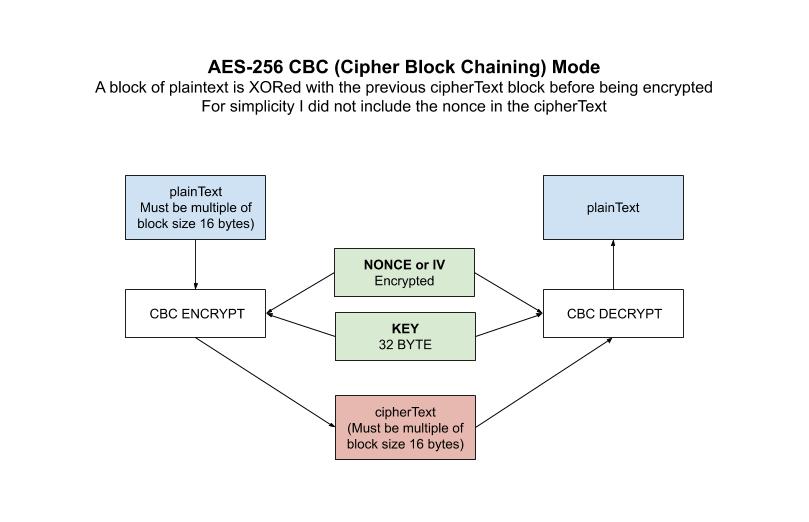 AES-256 CBC (Cipher Block Chaining) Mode
A block of plaintext is XORed with the previous cipherText block before being encrypted
For simplicity I did not include the nonce in the cipherText
plainText
Must be multiple of
block size 16 bytes)
plainText
NONCE or IV
Encrypted
CBC ENCRYPT
CBC DECRYPT
KEY
32 BYTE
cipherText
(Must be multiple of
block size 16 bytes)